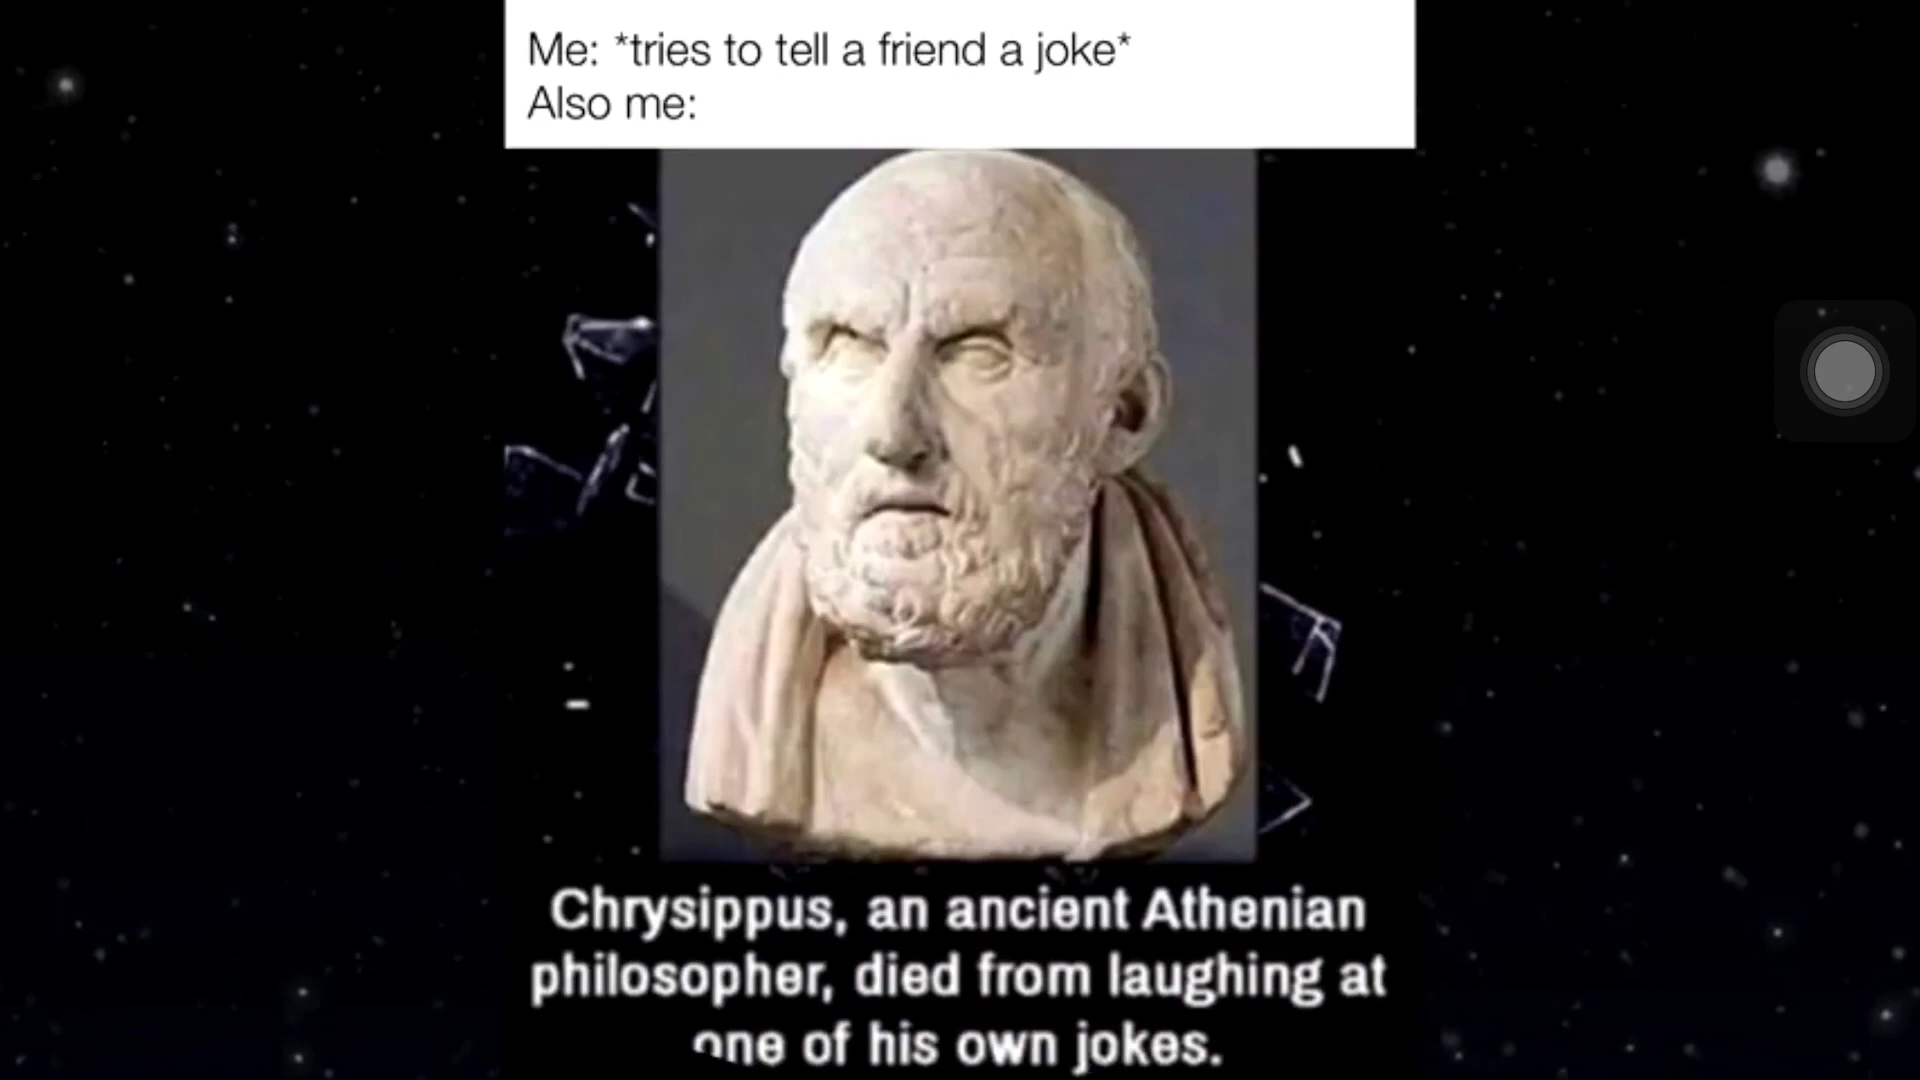 Me: *tries to tell a friend a joke*
Also me:
Chrysippus, an ancient Athenian
philosopher, died from laughing at
one of his own jokes.